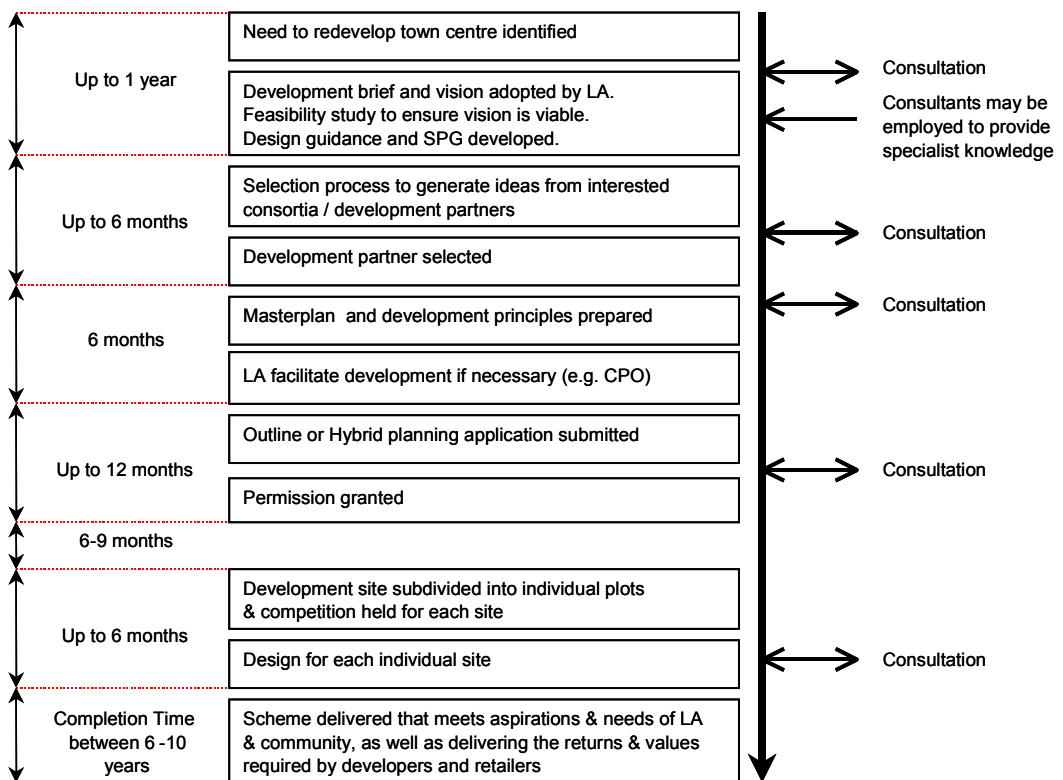 Need to redevelop town centre identified
Up to 1 year
Consultation
Development brief and vision adopted by LA.
Feasibility study to ensure vision is viable.
Design guidance and SPG developed.
Consultants may be
employed to provide
specialist knowledge
Up to 6 months
Selection process to generate ideas from interested
consortia / development partners
Consultation
Development partner selected
6 months
Masterplan and development principles prepared
Consultation
LA facilitate development if necessary (e.g. CPO)
Up to 12 months
Outline or Hybrid planning application submitted
Consultation
Permission granted
6-9 months
Up to 6 months
Development site subdivided into individual plots
& competition held for each site
Design for each individual site
Consultation
Completion Time
between 6 -10
years
Scheme delivered that meets aspirations & needs of LA
& community, as well as delivering the returns & values
required by developers and retailers